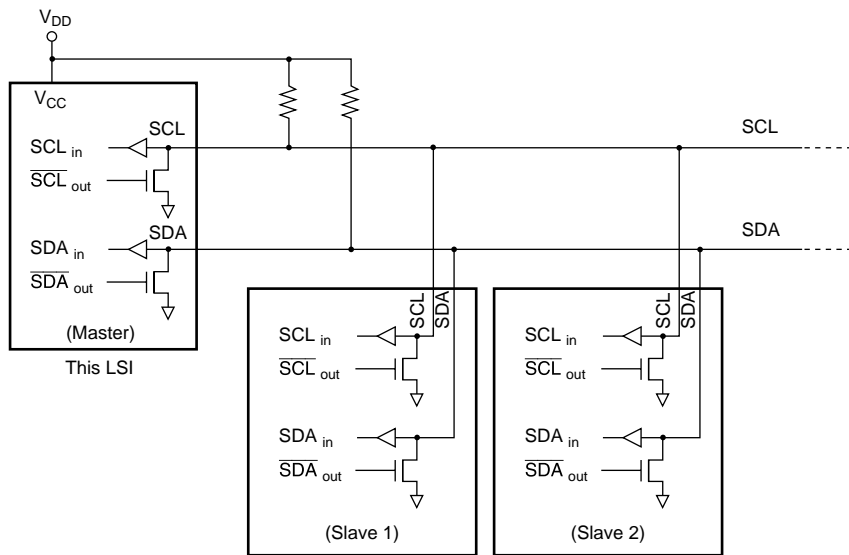 VDD
VCC
SCL
SCL in
SCL out
SDA
SDA in
SDA out
(Master)
This LSI
SCL
SDA
SCL
SDA
SCL in
SCL out
SDA in
SDA out
(Slave 1)
SCL
SDA
SCL in
SCL out
SDA in
SDA out
(Slave 2)